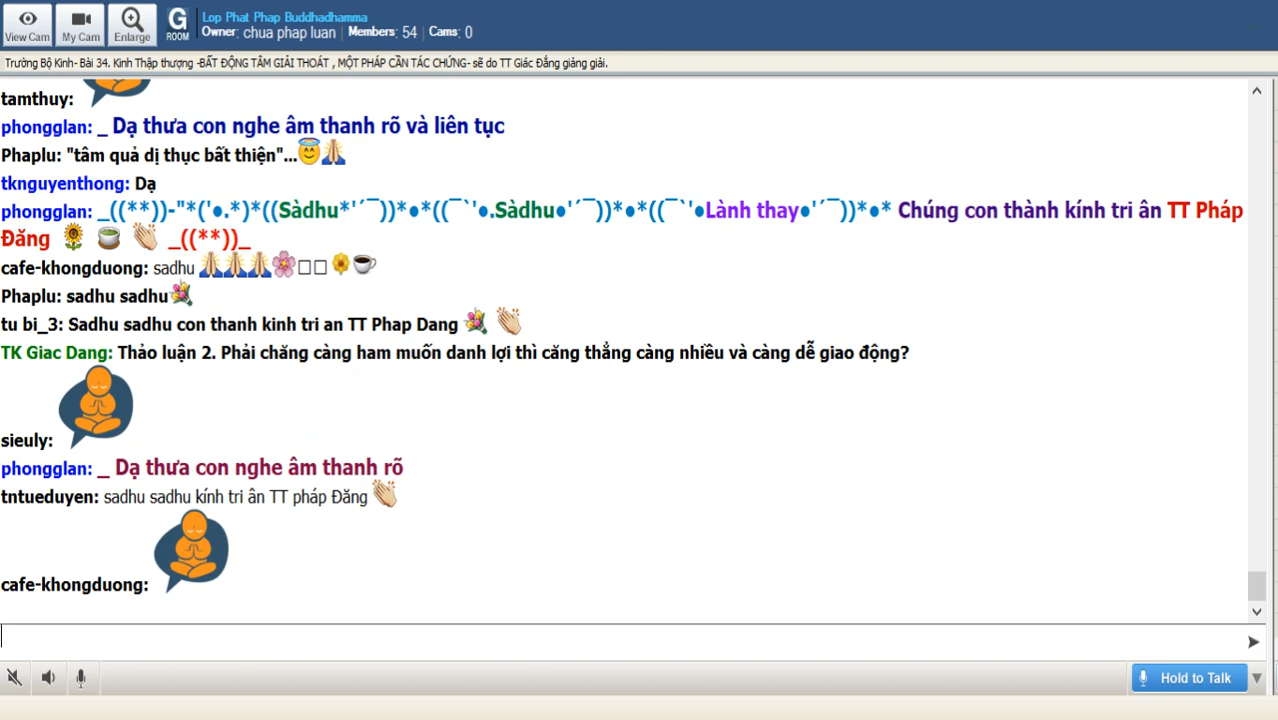 View Cam
My Cam
Enlarge
G
ROOM
Lop Phat Phap Buddhadhamma
Owner: chua phap luan | Members: 54 | Cams: 0
Trường Bộ Kinh- Bài 34. Kinh Thập thượng -BẤT ĐỘNG TÂM GIẢI THOÁT , MỘT PHÁP CẦN TÁC CHỨNG- sẽ do TT Giác Đẳng giảng giải.
tamthuy:
phongglan: _ Dạ thưa con nghe âm thanh rõ và liên tục
Phaplu: "tâm quả dị thục bất thiện"...😇🙏
tknguyenthong: Dạ
phongglan: _((**))-"*('●.*)*((Sàdhu*'´¯))*●*((¯`'●.Sàdhu●'´¯))*●*((¯`'●Lành thay●'´¯))*●* Chúng con thành kính tri ân TT Pháp
Đăng 🌻 🍵 👏 _((**))_
cafe-khongduong: sadhu 🙏🙏🙏🌸□□ 🌼☕
Phaplu: sadhu sadhu💐
tu bi_3: Sadhu sadhu con thanh kinh tri an TT Phap Dang 💐 👏
TK Giac Dang: Thảo luận 2. Phải chăng càng ham muốn danh lợi thì căng thẳng càng nhiều và càng dễ giao động?
sieuly:
phongglan: _ Dạ thưa con nghe âm thanh rõ
tntueduyen: sadhu sadhu kính tri ân TT pháp Đăng 👏
cafe-khongduong:
Hold to Talk